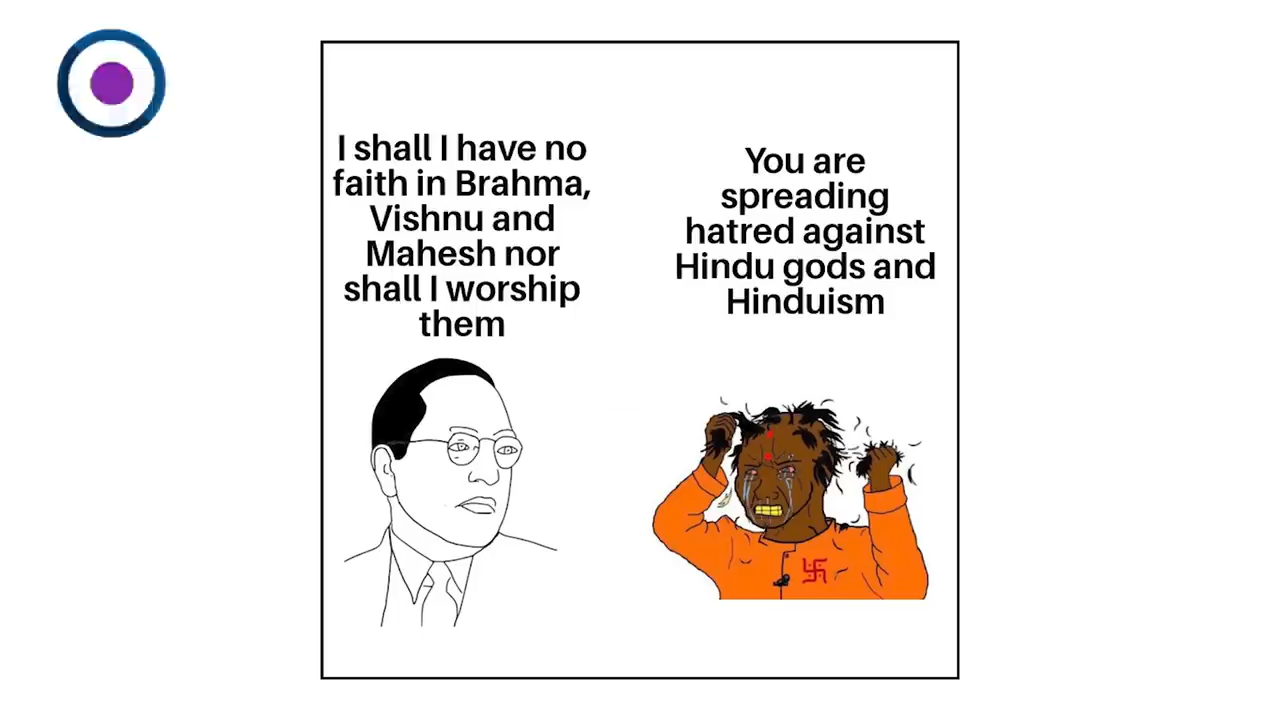 I shall I have no
faith in Brahma,
Vishnu and
Mahesh nor
shall I worship
them
You are
spreading
hatred against
Hindu gods and
Hinduism